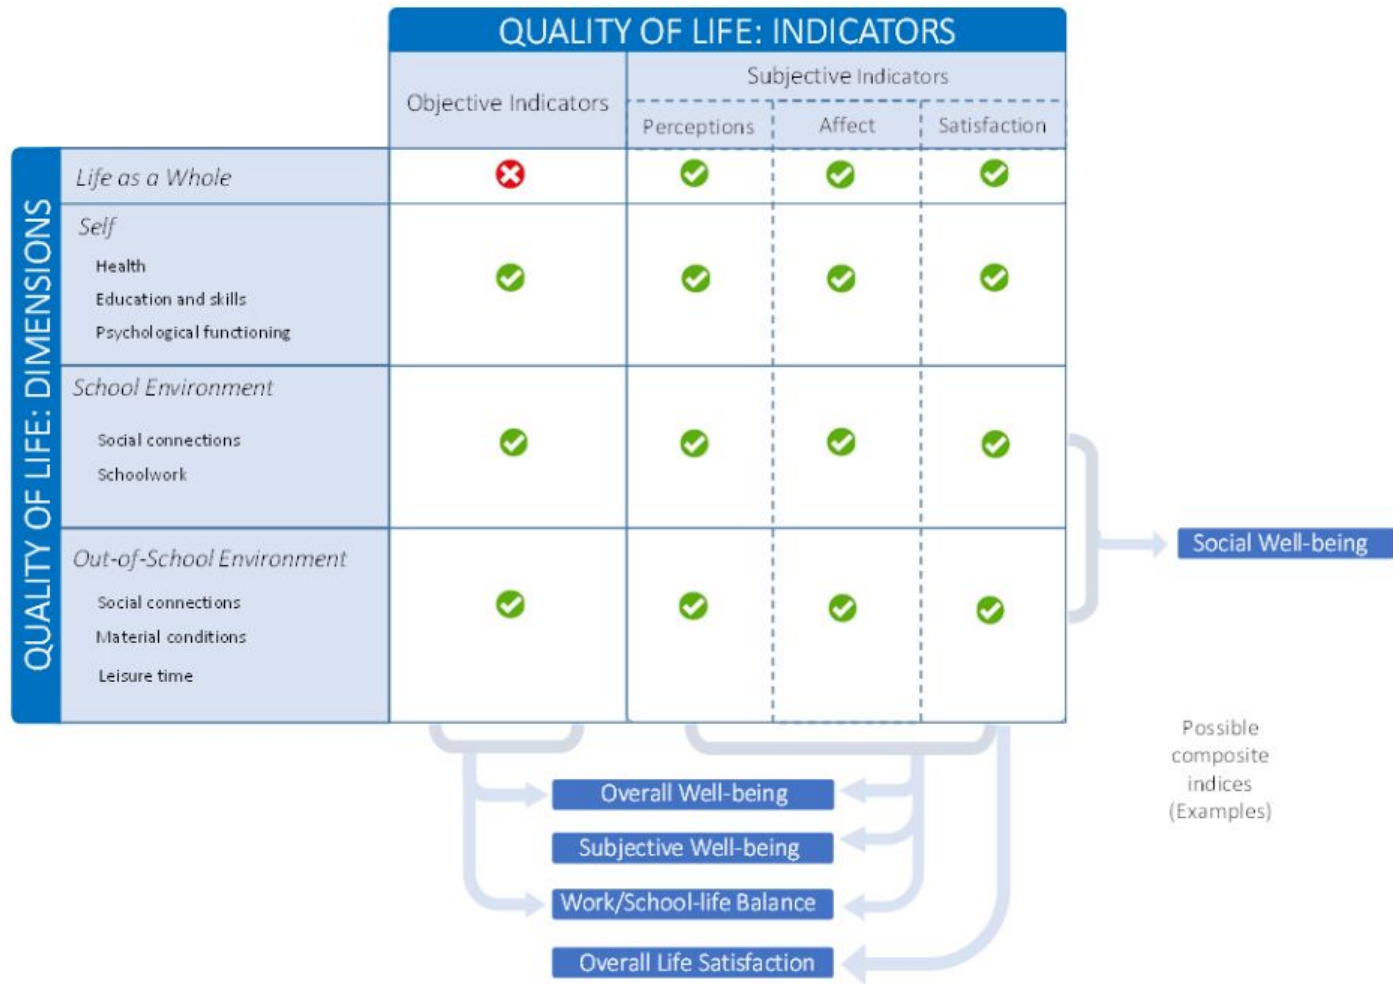 QUALITY OF LIFE: INDICATORS
Objective Indicators
Subjective Indicators
Perceptions
Affect
Satisfaction
QUALITY OF LIFE: DIMENSIONS
Life as a Whole
Self
Health
Education and skills
Psychological functioning
School Environment
Social connections
Schoolwork
Out-of-School Environment
Social connections
Material conditions
Leisure time
Social Well-being
Possible
composite
indices
(Examples)
Overall Well-being
Subjective Well-being
Work/School-life Balance
Overall Life Satisfaction